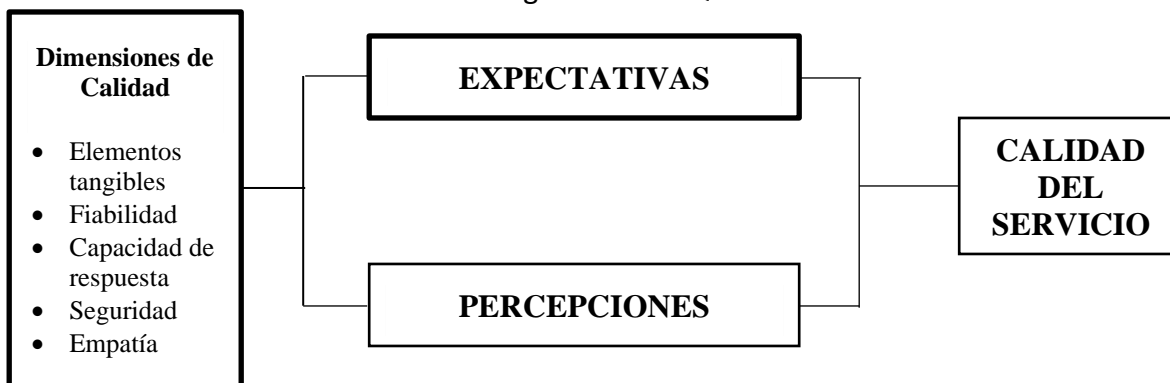 Dimensiones de
Calidad
• Elementos
tangibles
• Fiabilidad
• Capacidad de
respuesta
• Seguridad
• Empatía
EXPECTATIVAS
PERCEPCIONES
CALIDAD
DEL
SERVICIO